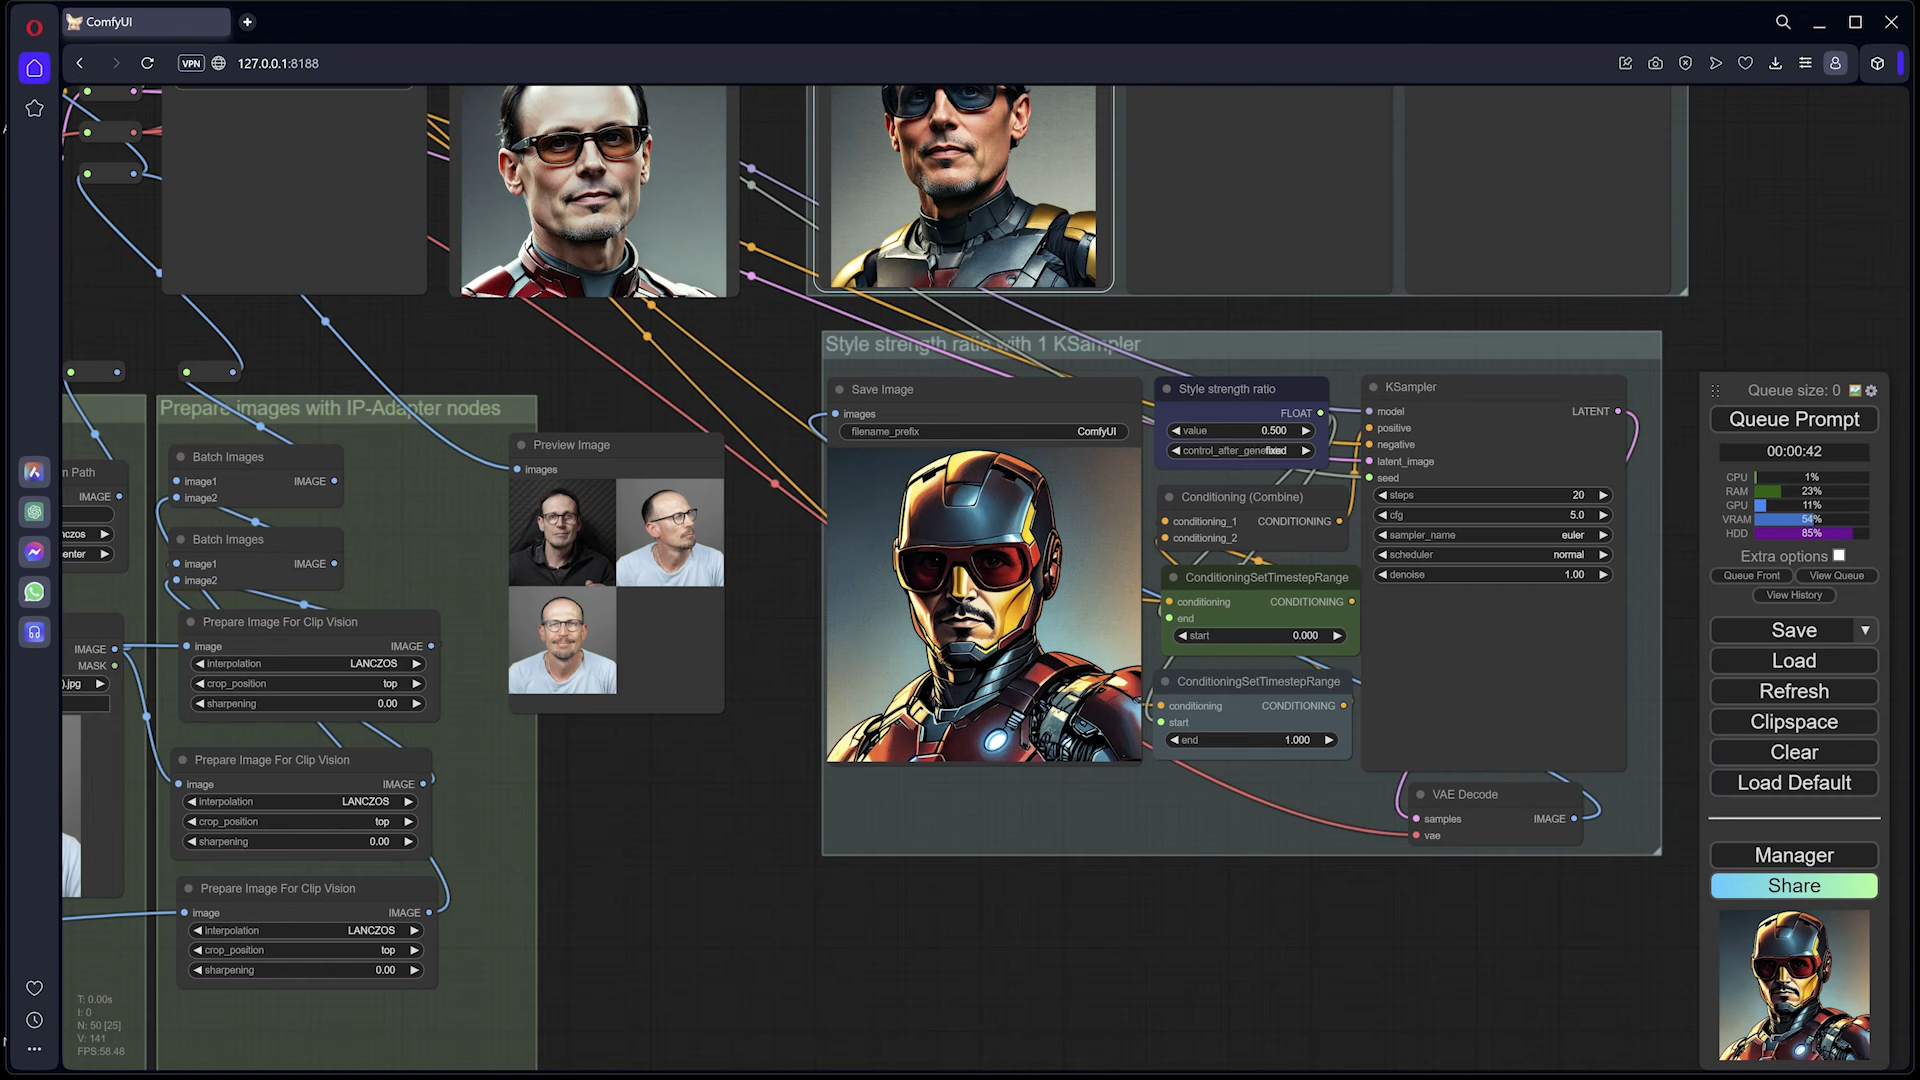 ComfyUI
VPN
127.0.0.1:8188
Style strength ratio with 1 KSampler
Save Image
images
filename_prefix ComfyUI
Style strength ratio
FLOAT
value 0.500
control_after_gene fixed
Conditioning (Combine)
conditioning_1 CONDITIONING
conditioning_2
ConditioningSetTimestepRange
conditioning CONDITIONING
end
start 0.000
ConditioningSetTimestepRange
conditioning CONDITIONING
start
end 1.000
KSampler
model LATENT
positive
negative
latent_image
seed
steps 20
cfg 5.0
sampler_name euler
scheduler normal
denoise 1.00
VAE Decode
samples IMAGE
vae
Prepare images with IP-Adapter nodes
Batch Images
image1 IMAGE
image2
Batch Images
image1 IMAGE
image2
Prepare Image For Clip Vision
image IMAGE
interpolation LANCZOS
crop_position top
sharpening 0.00
Prepare Image For Clip Vision
image IMAGE
interpolation LANCZOS
crop_position top
sharpening 0.00
Prepare Image For Clip Vision
image IMAGE
interpolation LANCZOS
crop_position top
sharpening 0.00
Preview Image
images
m Path
IMAGE
nczos
enter
IMAGE
MASK
).jpg
T: 0.00s
I: 0
N: 50 [25]
V: 141
FPS:58.48
Queue size: 0
Queue Prompt
00:00:42
CPU 1%
RAM 23%
GPU 11%
VRAM 54%
HDD 85%
Extra options
Queue Front View Queue
View History
Save
Load
Refresh
Clipspace
Clear
Load Default
Manager
Share